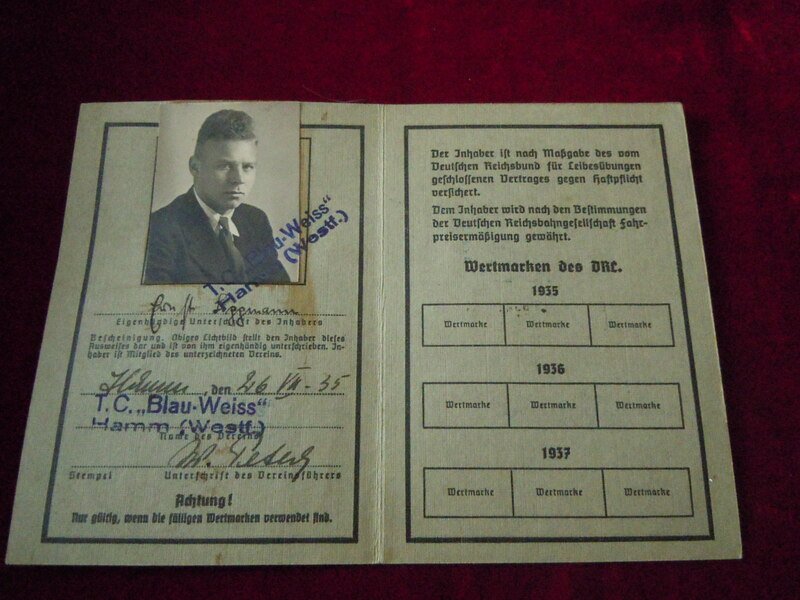 T.C. „Blau-Weiss“
Hamm (Westf.)
Ernst
Eigenhändige Unterschrift des Inhabers
Bescheinigung. Obiges Lichtbild stellt den Inhaber dieses
Ausweises dar und ist von ihm eigenhändig unterschrieben. In-
haber ist Mitglied des unterzeichneten Vereins.
Hamm, den 26 VII - 35
T.C. „Blau-Weiss“
Hamm (Westf.)
Name des Vereins
W.
Stempel Unterschrift des Vereinsführers
Achtung!
Nur gültig, wenn die fälligen Wertmarken verwendet sind.
Der Inhaber ist nach Maßgabe des vom
Deutschen Reichsbund für Leibesübungen
geschlossenen Vertrages gegen Haftpflicht
versichert.
Dem Inhaber wird nach den Bestimmungen
der Deutschen Reichsbahngesellschaft Fahr-
preisermäßigung gewährt.
Wertmarken des DRL.
1935
Wertmarke Wertmarke Wertmarke
1936
Wertmarke Wertmarke Wertmarke
1937
Wertmarke Wertmarke Wertmarke